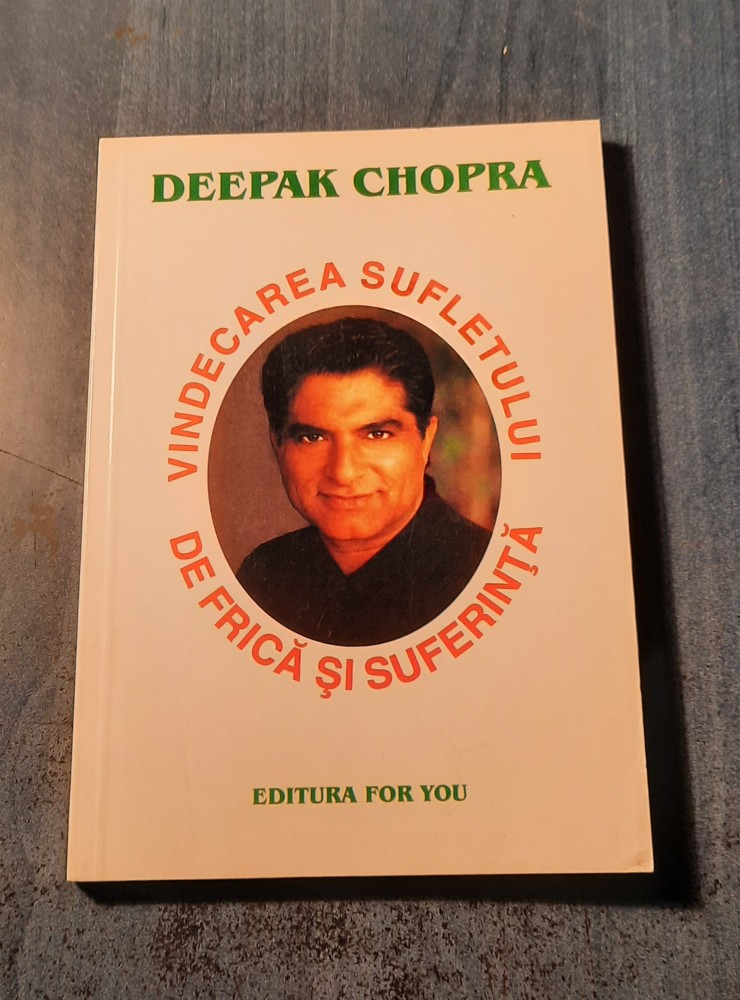 DEEPAK CHOPRA
VINDECAREA SUFLETULUI
DE FRICĂ ŞI SUFERINŢĂ
EDITURA FOR YOU